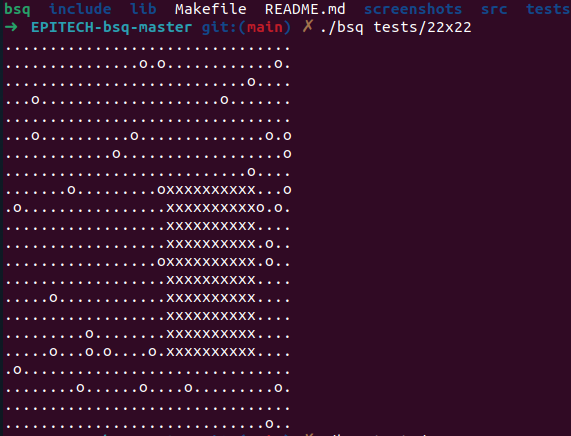 bsq include lib Makefile README.md screenshots src tests
➜ EPITECH-bsq-master git:(main) ✗ ./bsq tests/22x22
................................
...............o.o............o.
...........................o....
...o....................o.......
................................
...o..........o..............o.o
............o..................o
...........................o....
.......o.........oxxxxxxxxxx...o
.o................xxxxxxxxxxo.o.
..................xxxxxxxxxx....
..................xxxxxxxxxx.o..
.................oxxxxxxxxxx.o..
..................xxxxxxxxxx....
.....o............xxxxxxxxxx....
..................xxxxxxxxxx....
.........o........xxxxxxxxxx....
.....o...o.o....o.xxxxxxxxxx....
.o..............................
........o......o....o.........o.
................................
.............................o..